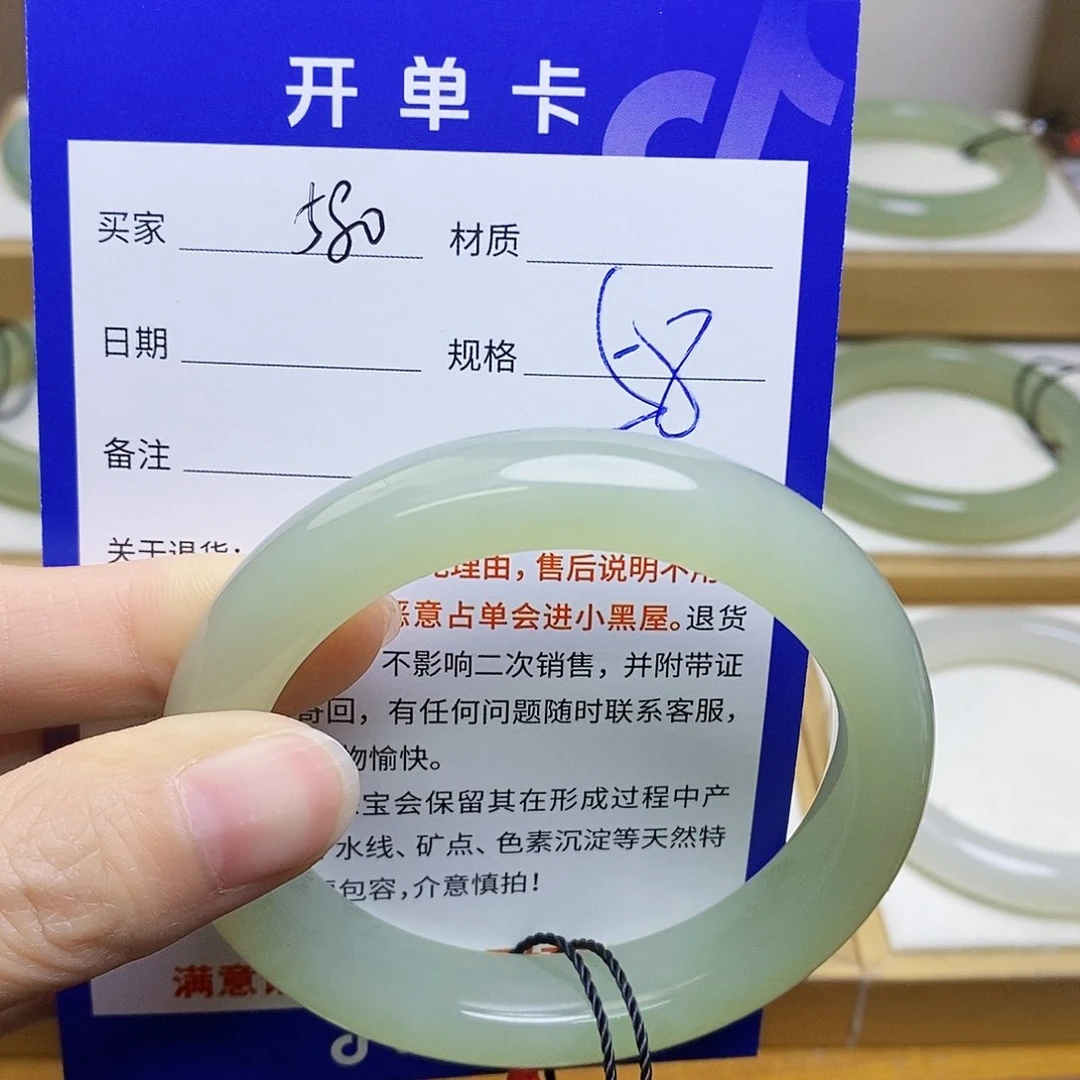 开单卡
买家 580 材质
日期 规格 58
备注
关于退货:
理由，售后说明不用
恶意占单会进小黑屋。退货
不影响二次销售，并附带证
寄回，有任何问题随时联系客服，
物愉快。
宝会保留其在形成过程中产
水线、矿点、色素沉淀等天然特
包容，介意慎拍！
满意